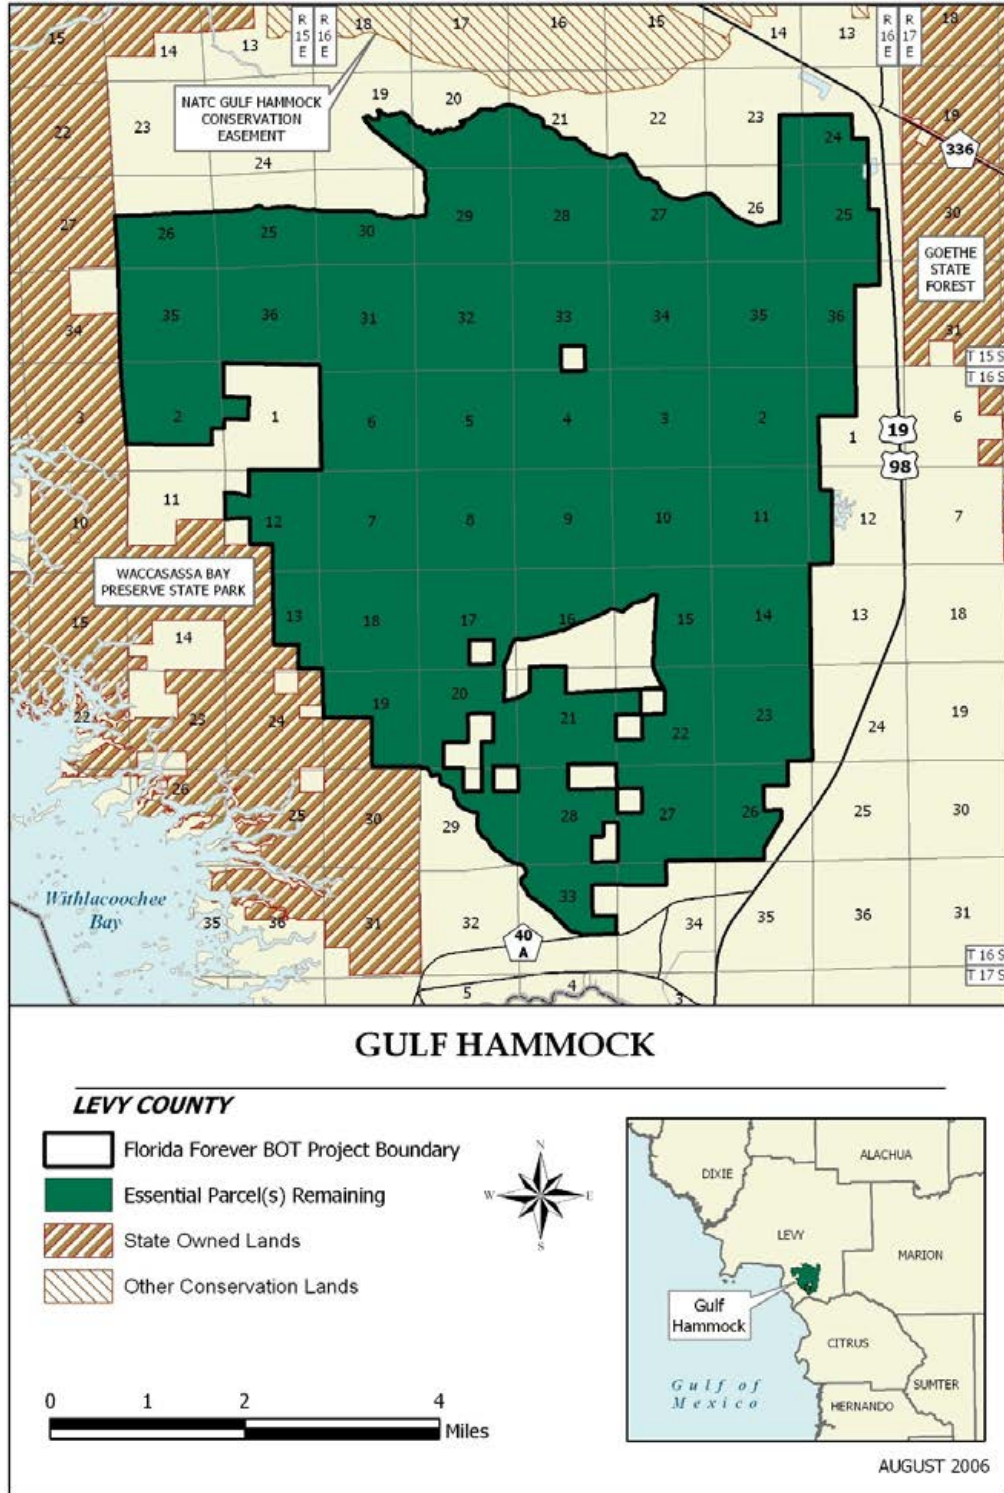 18
17
16
15
14
13
18
15
14
13
R
15
E
R
16
E
R
16
E
R
17
E
NATC GULF HAMMOCK
CONSERVATION
EASEMENT
19
20
21
22
23
24
19
336
22
23
24
27
26
25
30
29
28
27
26
25
30
GOETHE
STATE
FOREST
34
35
36
31
32
33
34
35
36
31
T 15 S
T 16 S
3
2
1
6
5
4
3
2
1
6
19
98
10
11
12
7
8
9
10
11
12
7
WACCASASSA BAY
PRESERVE STATE PARK
15
14
13
18
17
16
15
14
13
18
22
23
24
19
20
21
22
23
24
19
26
25
30
29
28
27
26
25
30
Withlacoochee
Bay
35
36
31
32
33
34
35
36
31
40
A
T 16 S
T 17 S
5
4
3
GULF HAMMOCK
LEVY COUNTY
Florida Forever BOT Project Boundary
Essential Parcel(s) Remaining
State Owned Lands
Other Conservation Lands
N
W
E
S
0 1 2 4
Miles
DIXIE
ALACHUA
LEVY
MARION
Gulf
Hammock
CITRUS
Gulf of
Mexico
SUMTER
HERNANDO
AUGUST 2006